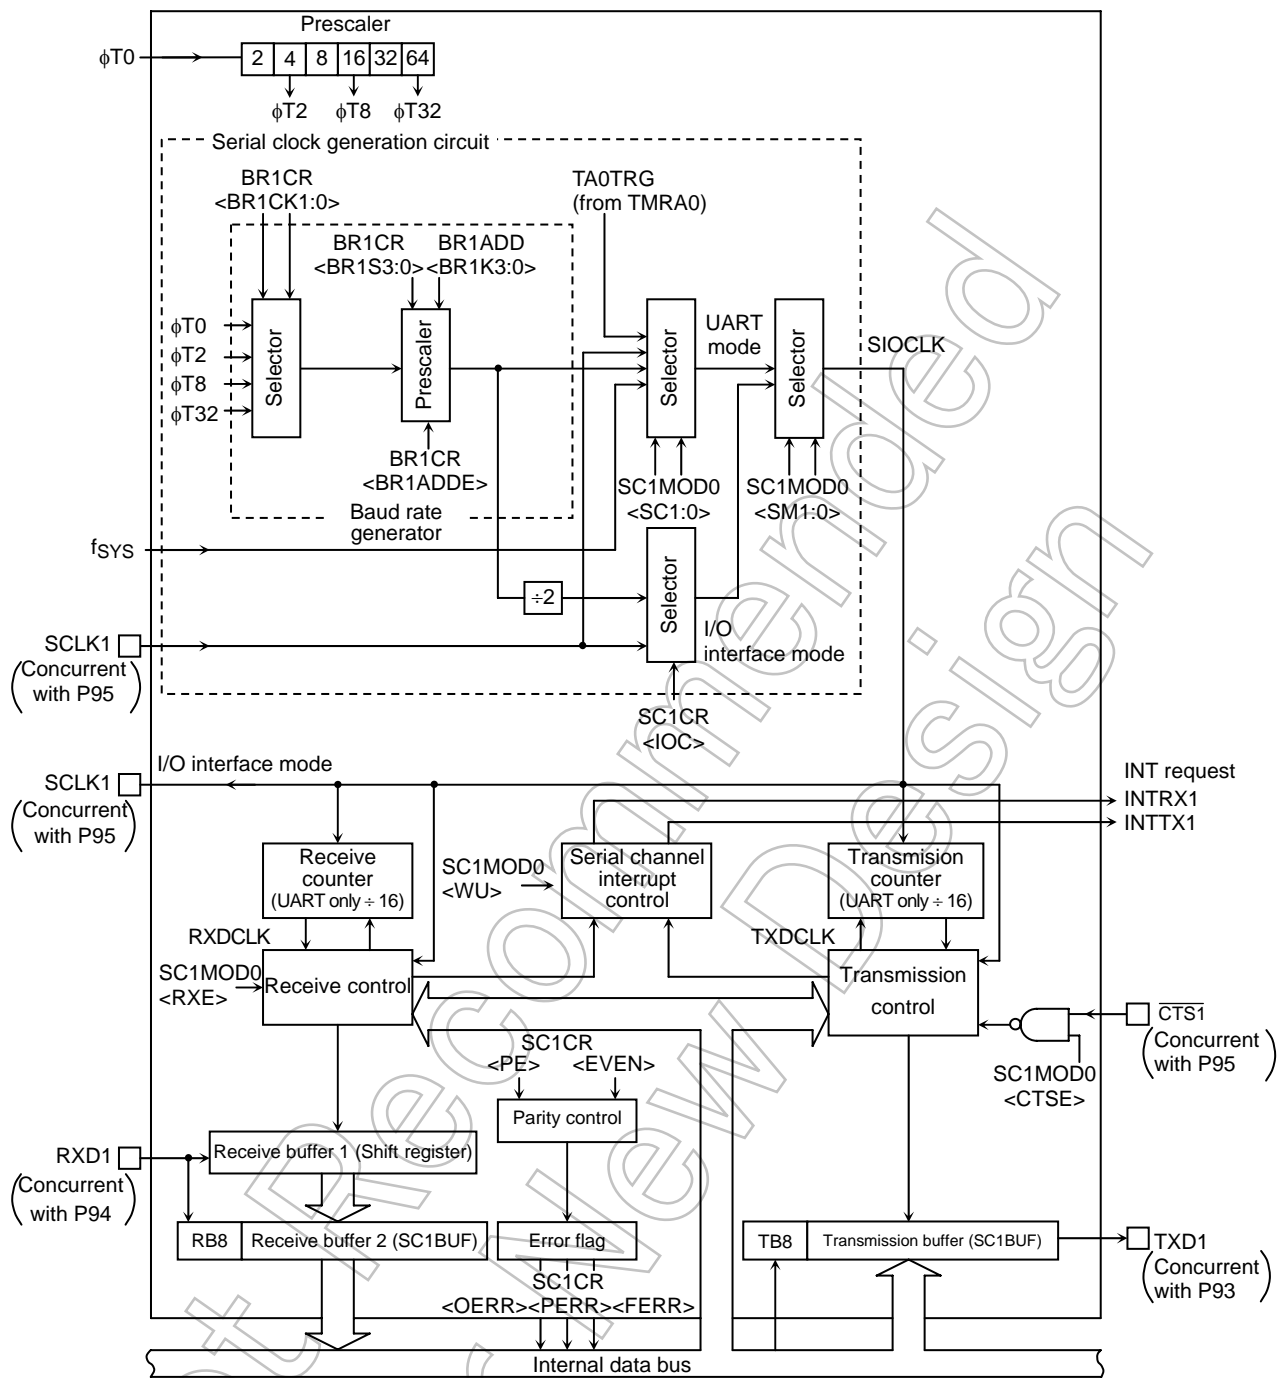 Prescaler
ϕT0
2 4 8 16 32 64
ϕT2 ϕT8 ϕT32
Serial clock generation circuit
BR1CR
<BR1CK1:0>
TA0TRG
(from TMRA0)
BR1CR
<BR1S3:0>
BR1ADD
<BR1K3:0>
ϕT0
ϕT2
ϕT8
ϕT32
Selector
Prescaler
Selector
UART
mode
Selector
SIOCLK
BR1CR
<BR1ADDE>
SC1MOD0
<SC1:0>
SC1MOD0
<SM1:0>
Baud rate
generator
fSYS
÷2
Selector
I/O
interface mode
SCLK1
(Concurrent
with P95)
SC1CR
<IOC>
I/O interface mode
SCLK1
(Concurrent
with P95)
INT request
INTRX1
INTTX1
Receive
counter
(UART only ÷ 16)
SC1MOD0
<WU>
Serial channel
interrupt
control
Transmision
counter
(UART only ÷ 16)
RXDCLK
TXDCLK
SC1MOD0
<RXE>
Receive control
Transmission
control
CTS1
(Concurrent
with P95)
SC1MOD0
<CTSE>
SC1CR
<PE> <EVEN>
Parity control
RXD1
(Concurrent
with P94)
Receive buffer 1 (Shift register)
RB8
Receive buffer 2 (SC1BUF)
Error flag
TB8
Transmission buffer (SC1BUF)
TXD1
(Concurrent
with P93)
SC1CR
<OERR><PERR><FERR>
Internal data bus
Not Recommended
for New Design